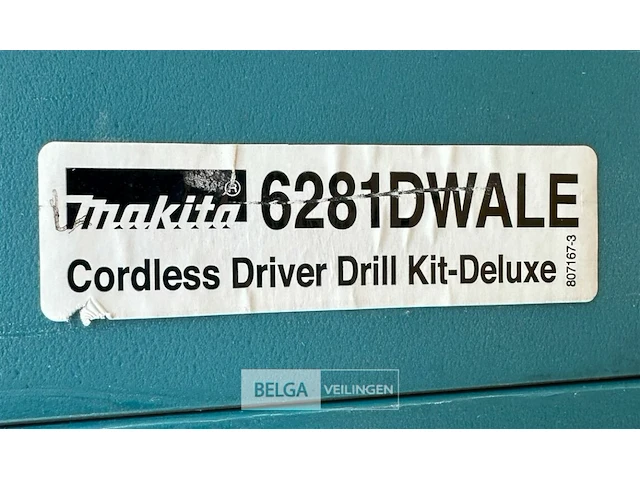 makita® 6281DWALE
Cordless Driver Drill Kit-Deluxe
807167-3
BELGA VEILINGEN